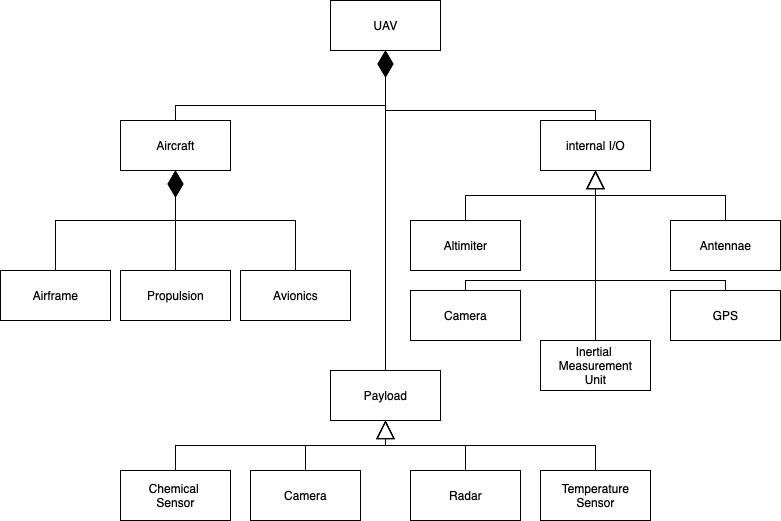 UAV
Aircraft
internal I/O
Altimiter
Antennae
Airframe
Propulsion
Avionics
Camera
GPS
Inertial
Measurement
Unit
Payload
Chemical
Sensor
Camera
Radar
Temperature
Sensor